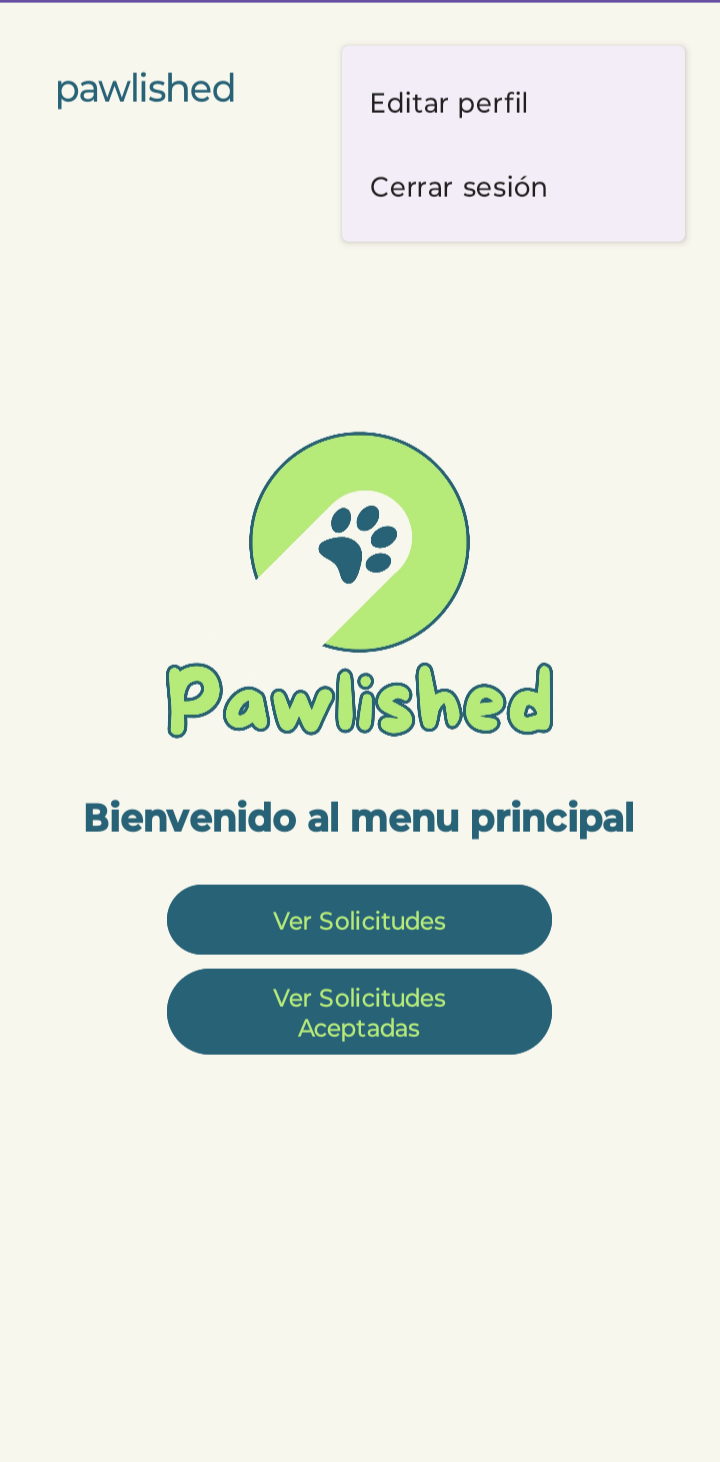 pawlished
Editar perfil
Cerrar sesión
Pawlished
Bienvenido al menu principal
Ver Solicitudes
Ver Solicitudes
Aceptadas